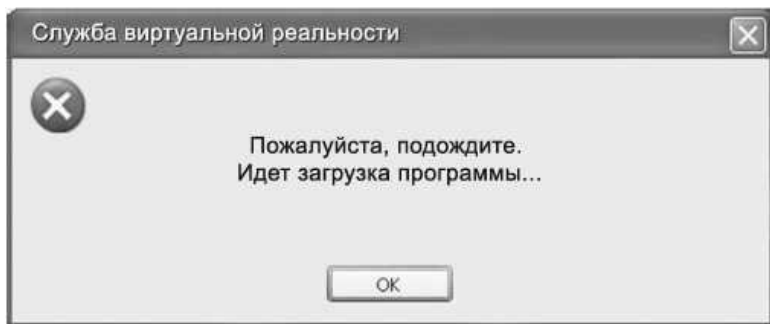 Служба виртуальной реальности
Пожалуйста, подождите.
Идет загрузка программы...
OK